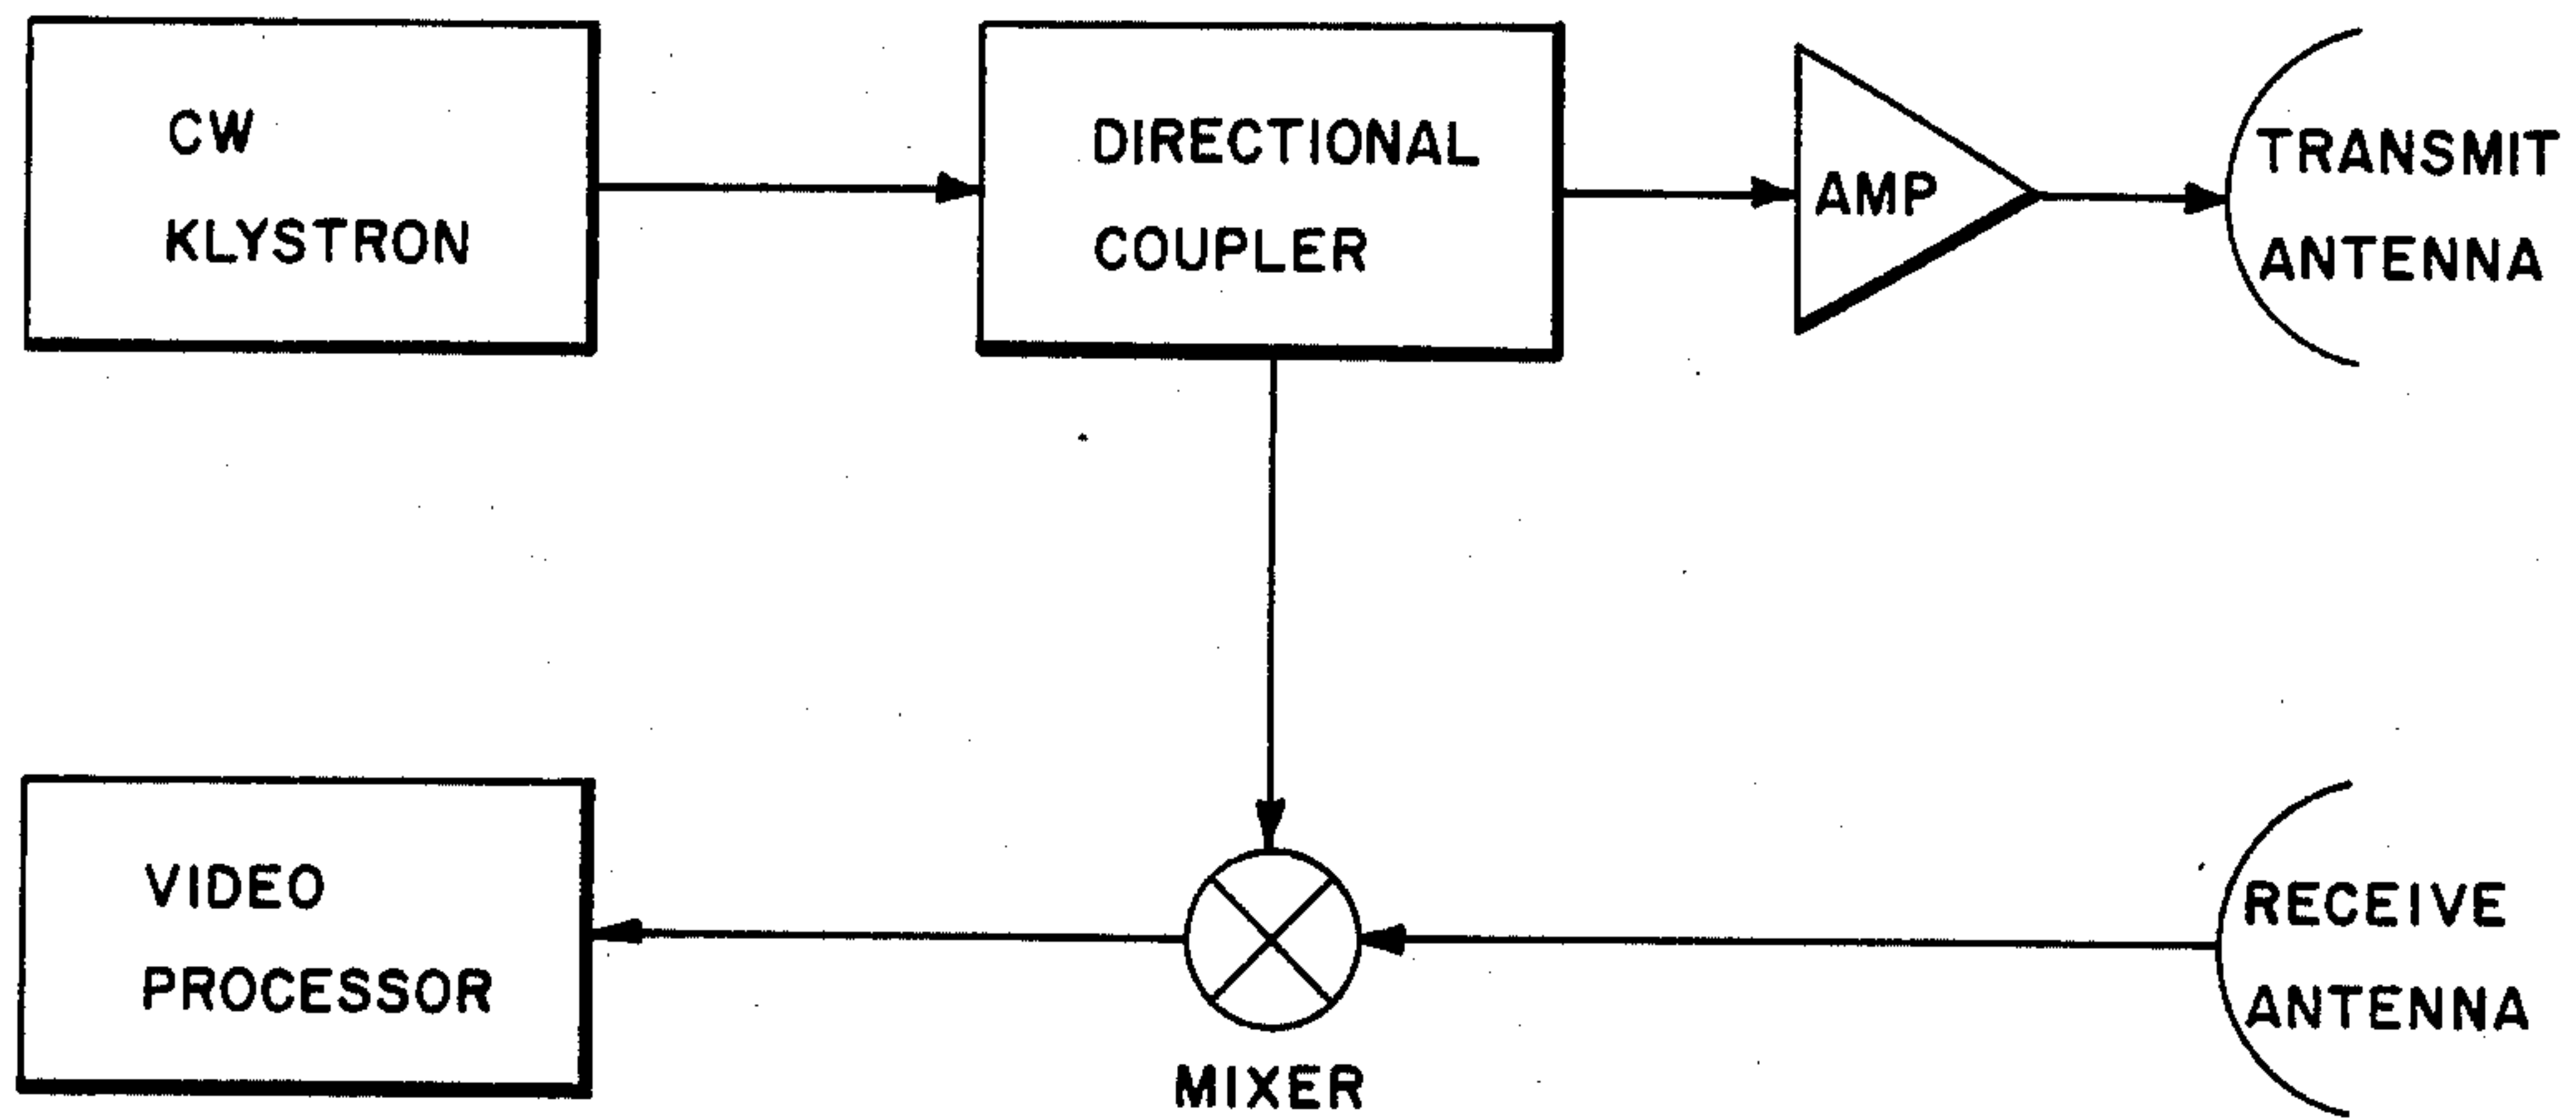 CW
KLYSTRON
DIRECTIONAL
COUPLER
AMP
TRANSMIT
ANTENNA
VIDEO
PROCESSOR
MIXER
RECEIVE
ANTENNA